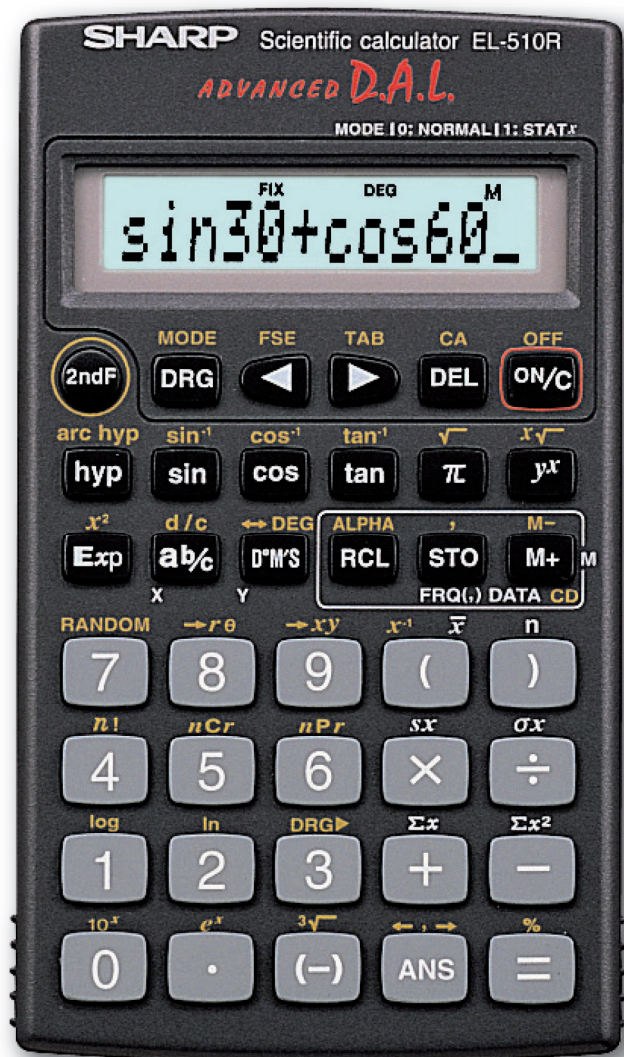 SHARP Scientific calculator EL-510R
ADVANCED D.A.L.
MODE | 0: NORMAL | 1: STATx
FIX DEG M
sin30+cos60_
MODE FSE TAB CA OFF
2ndF DRG ◀ ▶ DEL ON/C
arc hyp sin⁻¹ cos⁻¹ tan⁻¹ √ x√
hyp sin cos tan π yˣ
x² d/c ↔DEG ALPHA , M−
Exp ab/c D°M'S RCL STO M+ M
X Y FRQ(,) DATA CD
RANDOM →rθ →xy x⁻¹ x̄ n
7 8 9 ( )
n! nCr nPr sx σx
4 5 6 × ÷
log ln DRG▶ Σx Σx²
1 2 3 + −
10ˣ eˣ ³√ ←,→ %
0 · (−) ANS =